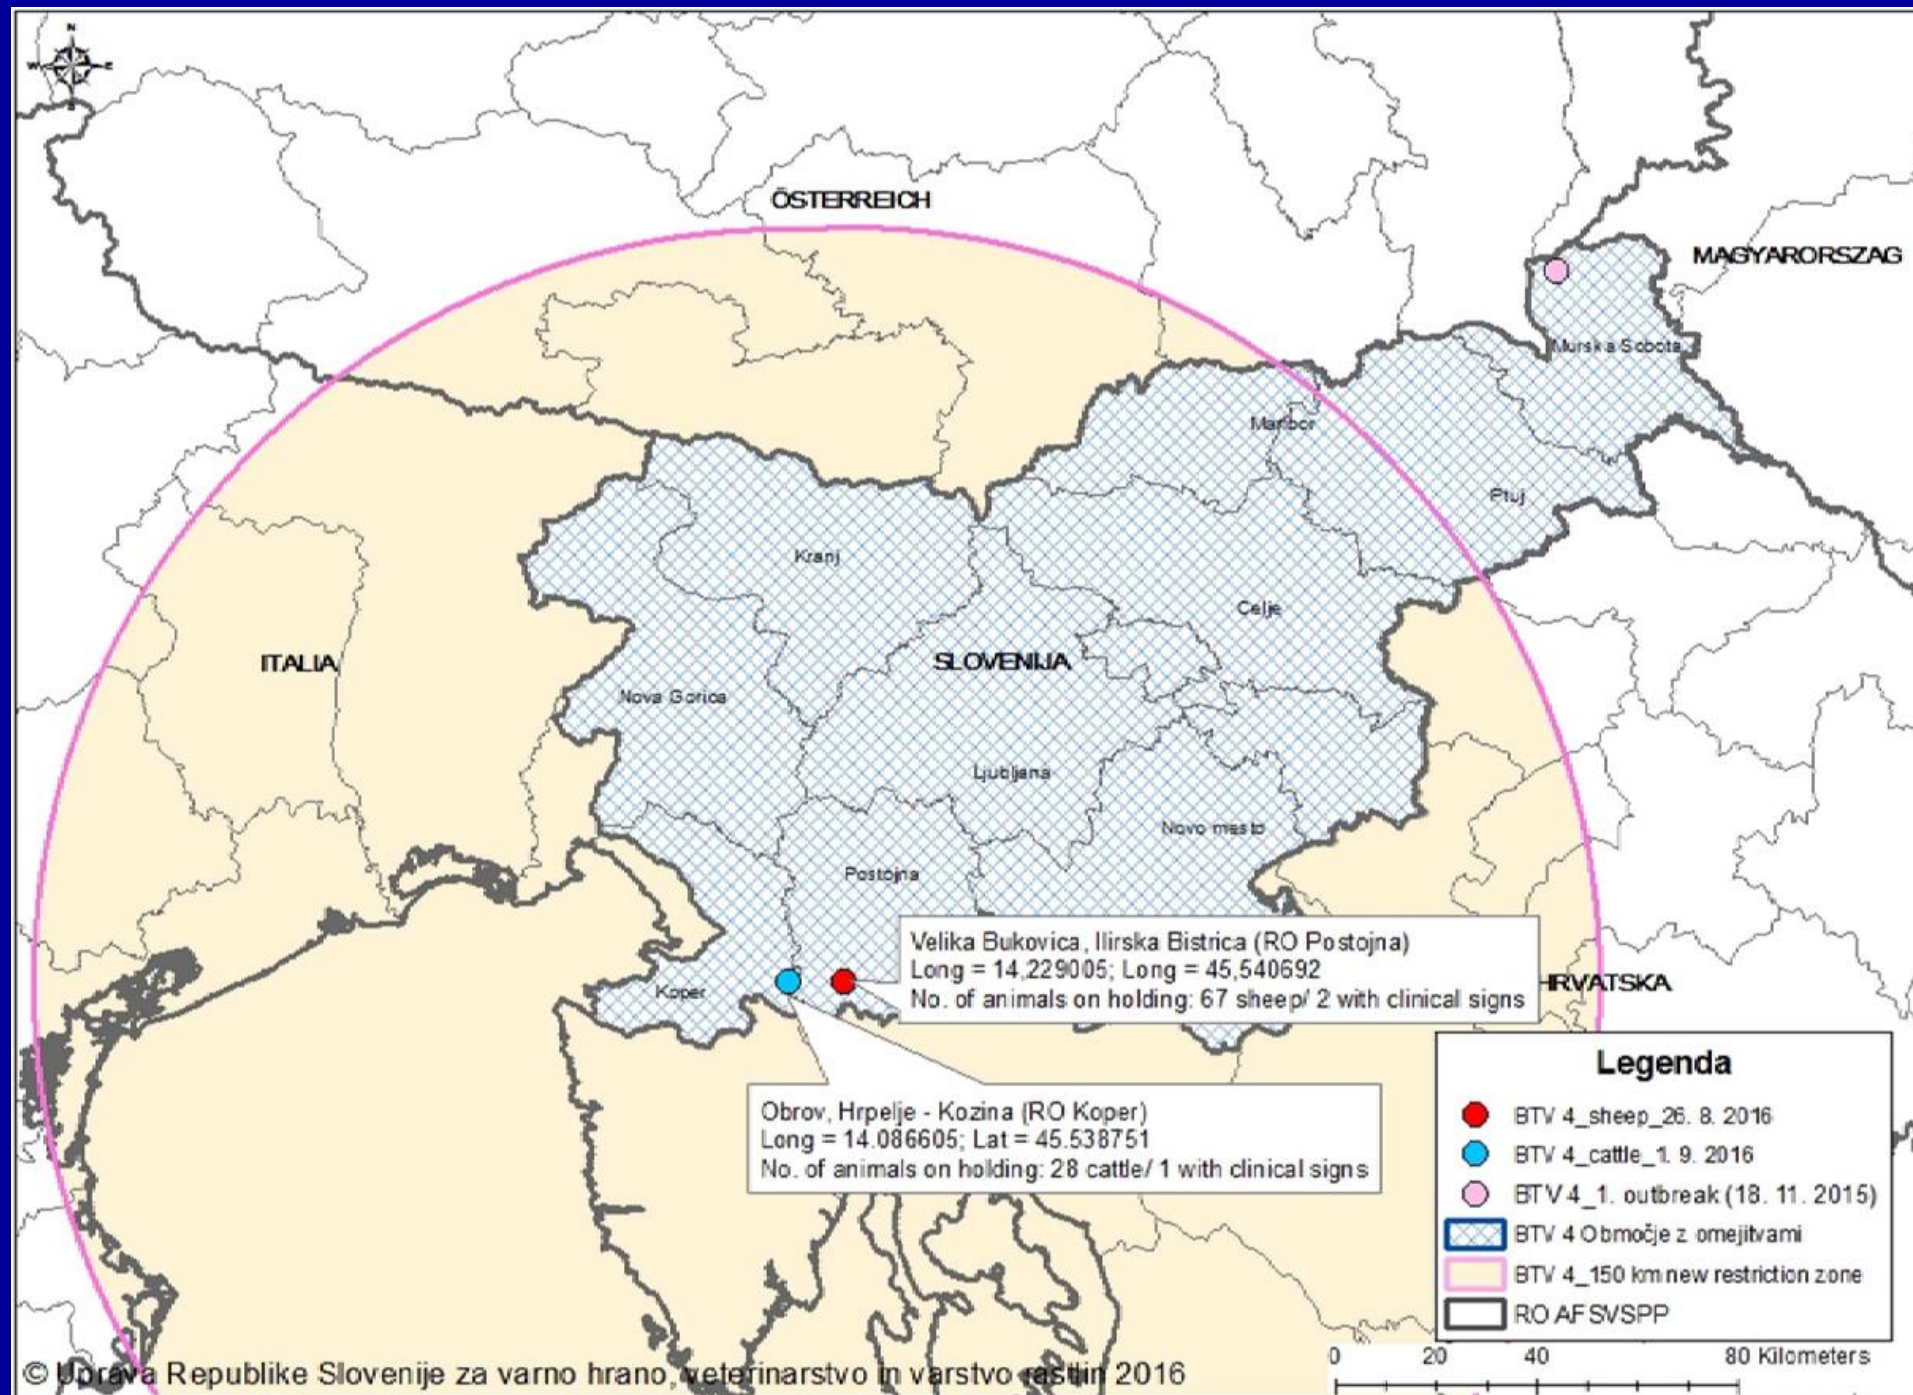 N
W E
S
ÖSTERREICH
MAGYARORSZAG
Murska Sobota
Maribor
Ptuj
Kranj
Celje
ITALIA
SLOVENIJA
Nova Gorica
Ljubljana
Novo mesto
Postojna
Velika Bukovica, Ilirska Bistrica (RO Postojna)
Long = 14,229005; Long = 45,540692
No. of animals on holding: 67 sheep/ 2 with clinical signs
Koper
HRVATSKA
Obrov, Hrpelje - Kozina (RO Koper)
Long = 14.086605; Lat = 45.538751
No. of animals on holding: 28 cattle/ 1 with clinical signs
Legenda
BTV 4_sheep_26. 8. 2016
BTV 4_cattle_1. 9. 2016
BTV 4_1. outbreak (18. 11. 2015)
BTV 4 Območje z omejitvami
BTV 4_150 km new restriction zone
RO AFSVSPP
0 20 40 80 Kilometers
© Uprava Republike Slovenije za varno hrano, veterinarstvo in varstvo rastlin 2016